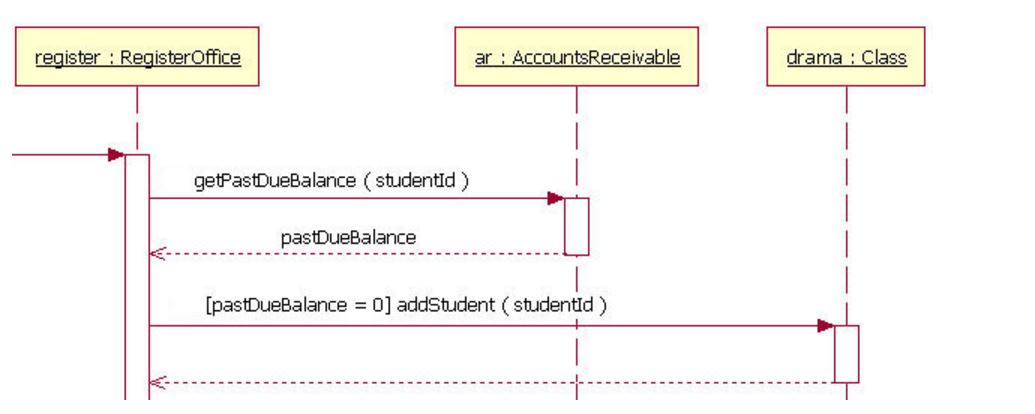 register : RegisterOffice
ar : AccountsReceivable
drama : Class
getPastDueBalance ( studentId )
pastDueBalance
[pastDueBalance = 0] addStudent ( studentId )